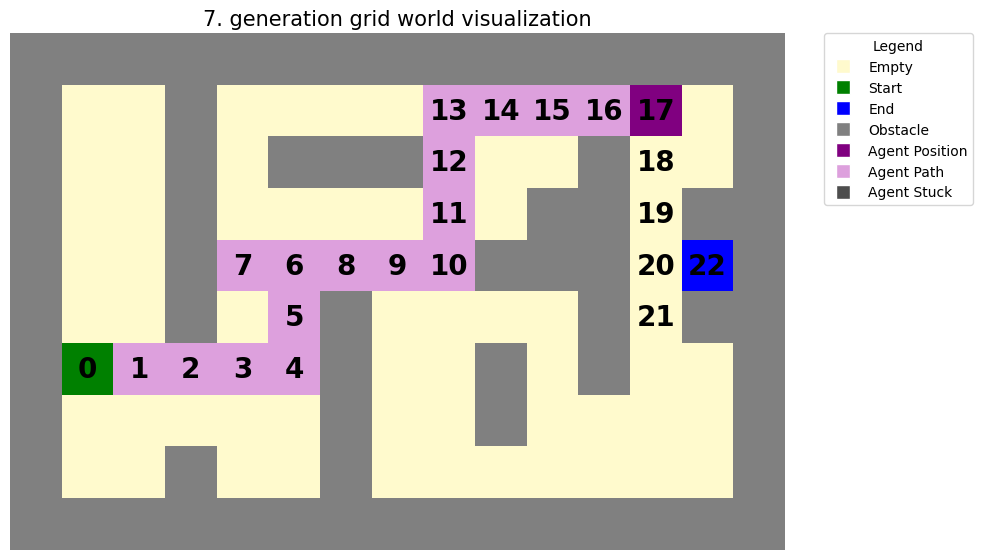 7. generation grid world visualization
13 14 15 16 17
12 18
11 19
7 6 8 9 10 20 22
5 21
0 1 2 3 4
Legend
Empty
Start
End
Obstacle
Agent Position
Agent Path
Agent Stuck